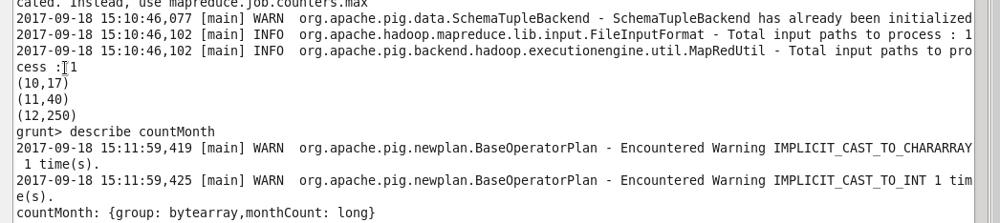 cated. Instead, use mapreduce.job.counters.max
2017-09-18 15:10:46,077 [main] WARN  org.apache.pig.data.SchemaTupleBackend - SchemaTupleBackend has already been initialized
2017-09-18 15:10:46,102 [main] INFO  org.apache.hadoop.mapreduce.lib.input.FileInputFormat - Total input paths to process : 1
2017-09-18 15:10:46,102 [main] INFO  org.apache.pig.backend.hadoop.executionengine.util.MapRedUtil - Total input paths to pro
cess : 1
(10,17)
(11,40)
(12,250)
grunt> describe countMonth
2017-09-18 15:11:59,419 [main] WARN  org.apache.pig.newplan.BaseOperatorPlan - Encountered Warning IMPLICIT_CAST_TO_CHARARRAY
 1 time(s).
2017-09-18 15:11:59,425 [main] WARN  org.apache.pig.newplan.BaseOperatorPlan - Encountered Warning IMPLICIT_CAST_TO_INT 1 tim
e(s).
countMonth: {group: bytearray,monthCount: long}